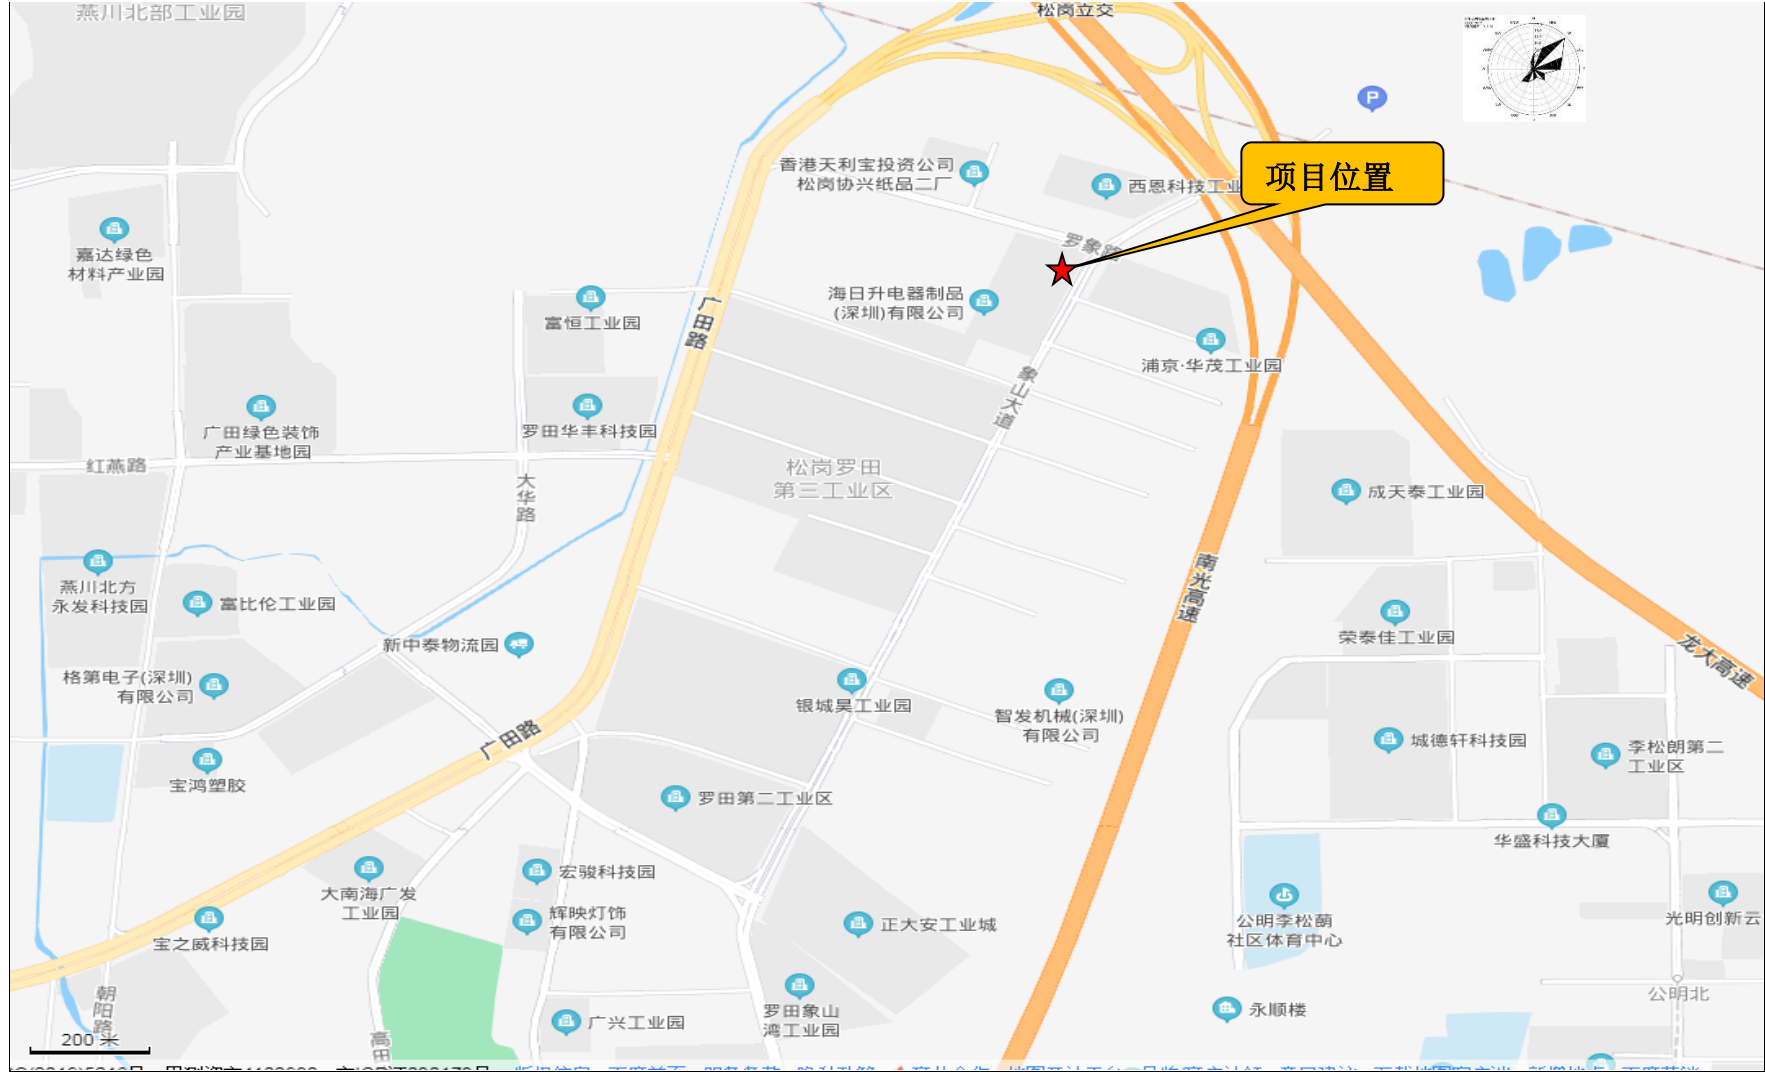 燕川北部工业园
松岗立交
P
项目位置
香港天利宝投资公司
松岗协兴纸品二厂
西恩科技工业
嘉达绿色
材料产业园
罗象路
海日升电器制品
(深圳)有限公司
富恒工业园
广田路
浦京·华茂工业园
象山大道
广田绿色装饰
产业基地园
罗田华丰科技园
红燕路
松岗罗田
第三工业区
大华路
成天泰工业园
燕川北方
永发科技园
富比伦工业园
南光高速
荣泰佳工业园
新中泰物流园
龙大高速
格第电子(深圳)
有限公司
银城昊工业园
智发机械(深圳)
有限公司
广田路
城德轩科技园
李松朗第二
工业区
宝鸿塑胶
罗田第二工业区
华盛科技大厦
宏骏科技园
大南海广发
工业园
辉映灯饰
有限公司
正大安工业城
公明李松蓢
社区体育中心
光明创新云
宝之威科技园
朝阳路
罗田象山
湾工业园
永顺楼
公明北
广兴工业园
高田
200 米